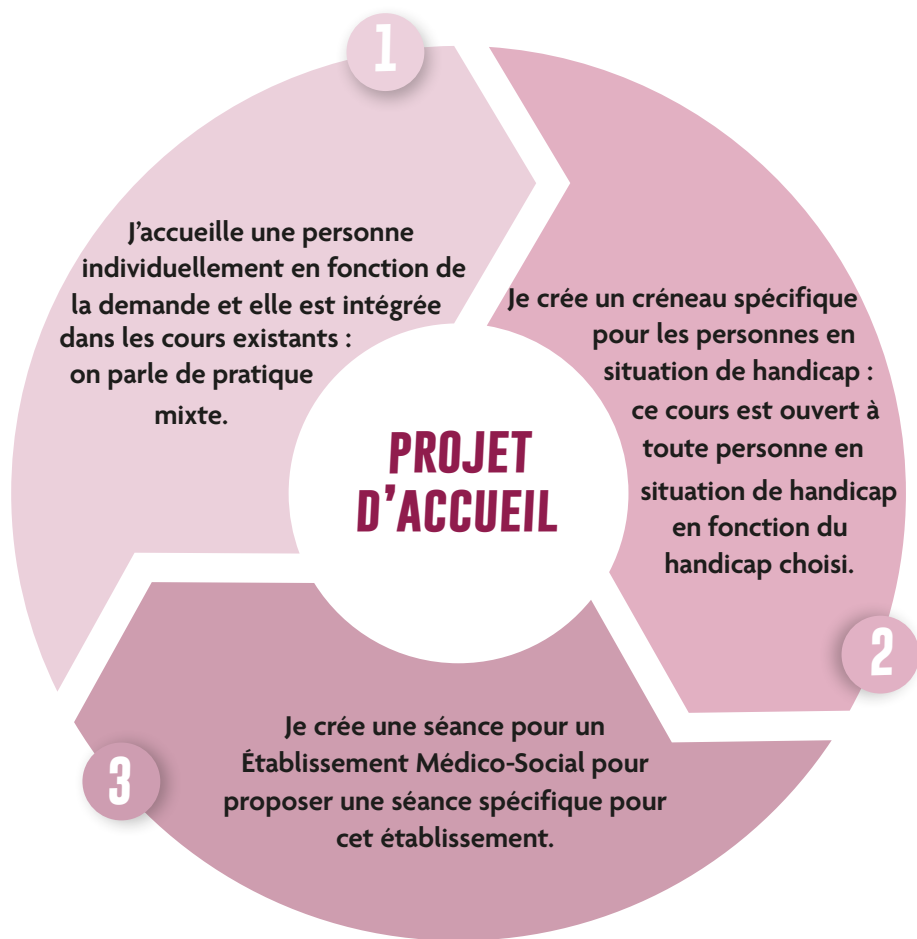 1
J’accueille une personne
individuellement en fonction de
la demande et elle est intégrée
dans les cours existants :
on parle de pratique
mixte.
Je crée un créneau spécifique
pour les personnes en
situation de handicap :
ce cours est ouvert à
toute personne en
situation de handicap
en fonction du
handicap choisi.
2
PROJET
D’ACCUEIL
3
Je crée une séance pour un
Établissement Médico-Social pour
proposer une séance spécifique pour
cet établissement.